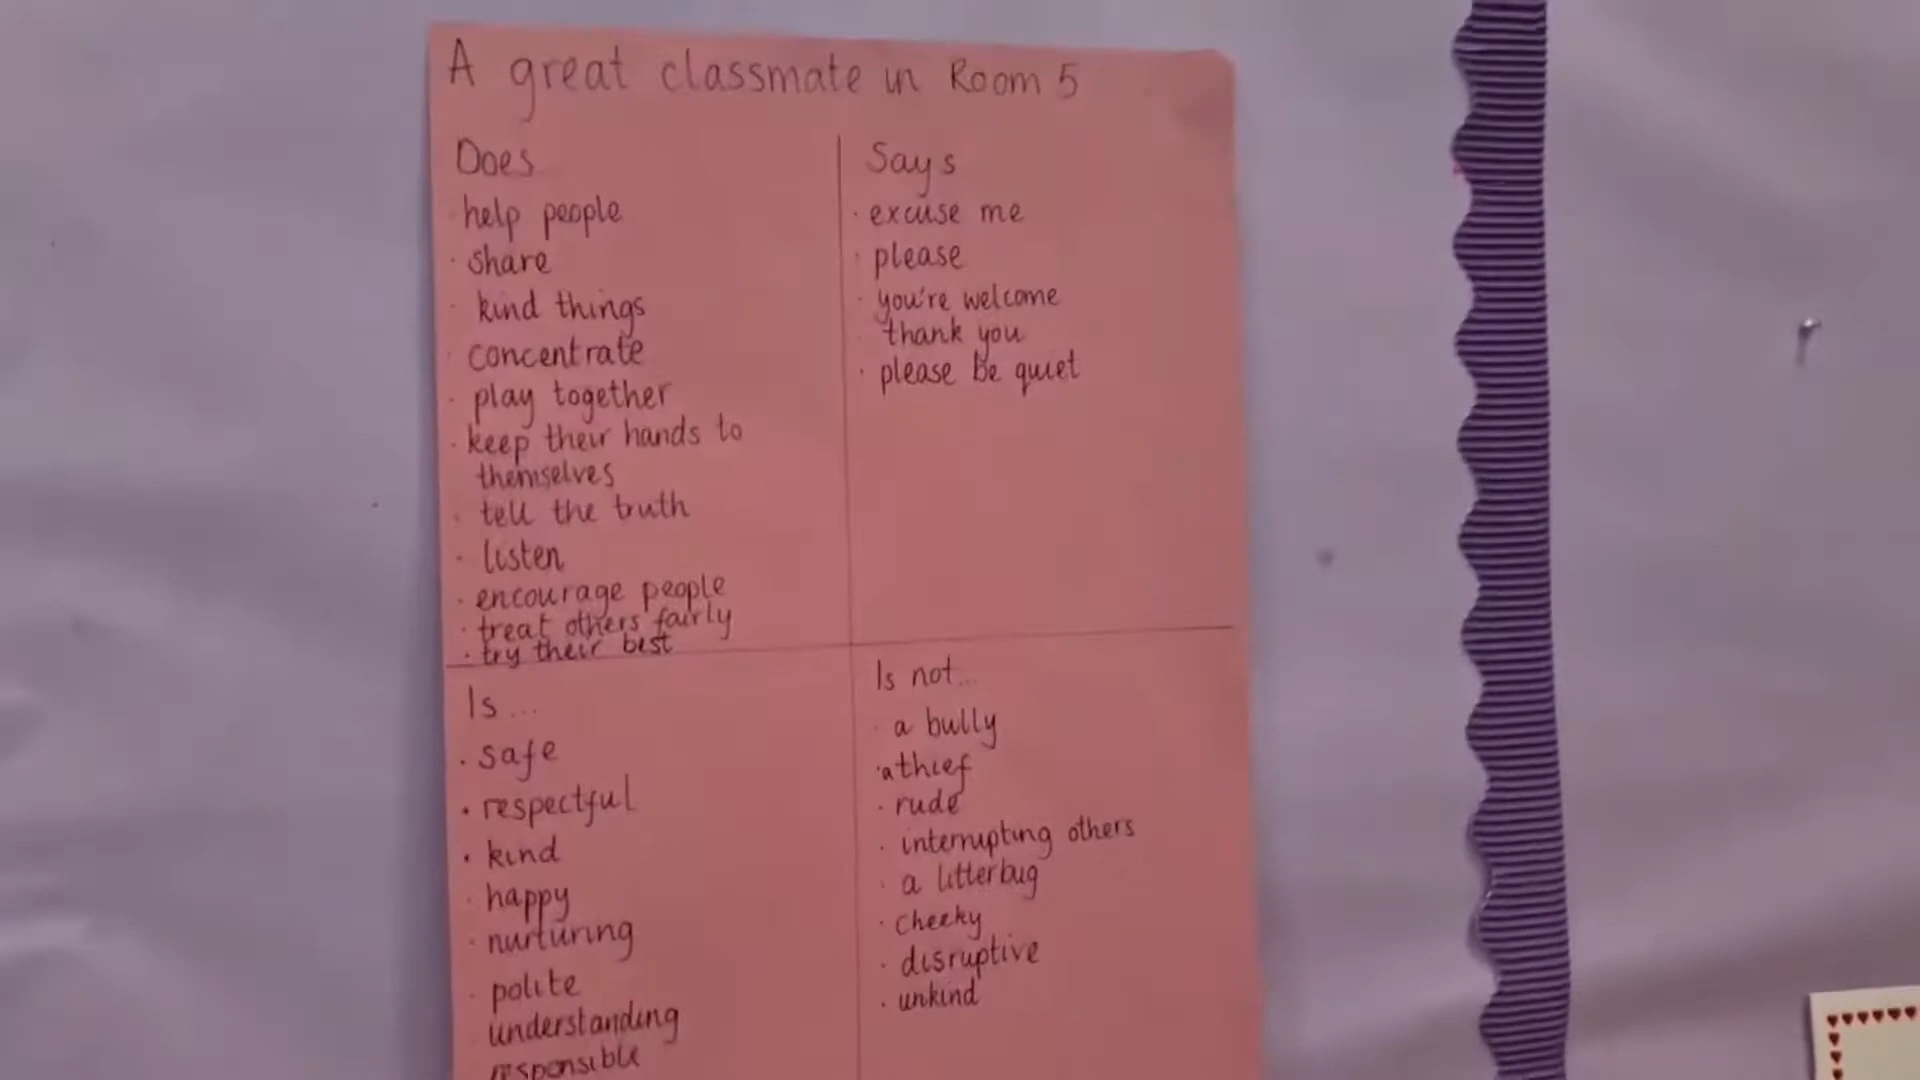 A great classmate in Room 5
Does
· help people
· share
· kind things
· concentrate
· play together
· keep their hands to
themselves
· tell the truth
· listen
· encourage people
· treat others fairly
· try their best
Says
· excuse me
· please
· you're welcome
· thank you
· please be quiet
Is ...
· safe
· respectful
· kind
· happy
· nurturing
· polite
· understanding
responsible
Is not...
· a bully
· a thief
· rude
· interrupting others
· a litterbug
· cheeky
· disruptive
· unkind